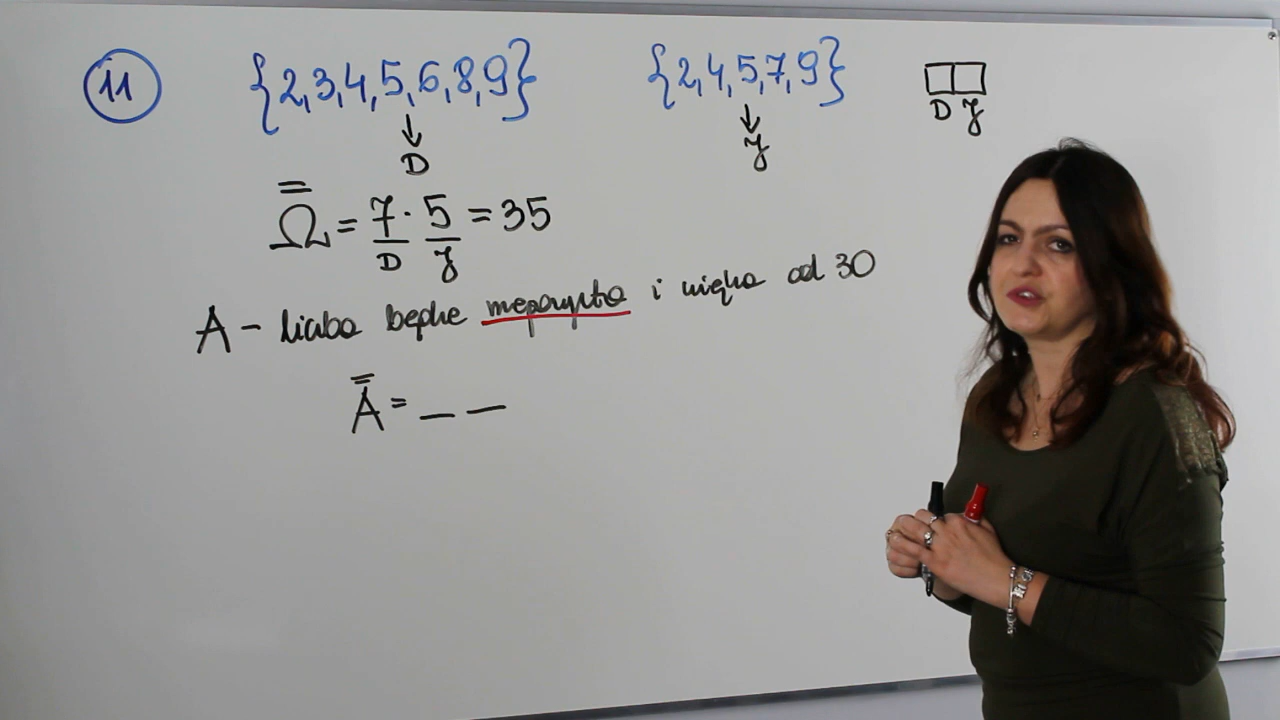 11 {2,3,4,5,6,8,9} {2,4,5,7,9}
D J D J
Ω = 7 · 5 = 35
D J
A – liczba będzie nieparzysta i większa od 30
A = _ _